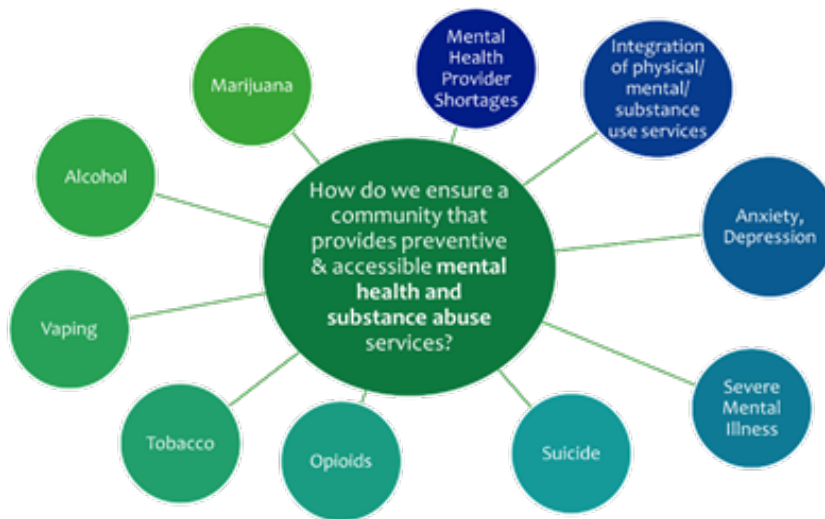 Mental
Health
Provider
Shortages
Integration
of physical/
mental/
substance
use services
Anxiety,
Depression
Severe
Mental
Illness
Suicide
Opioids
Tobacco
Vaping
Alcohol
Marijuana
How do we ensure a
community that
provides preventive
& accessible mental
health and
substance abuse
services?